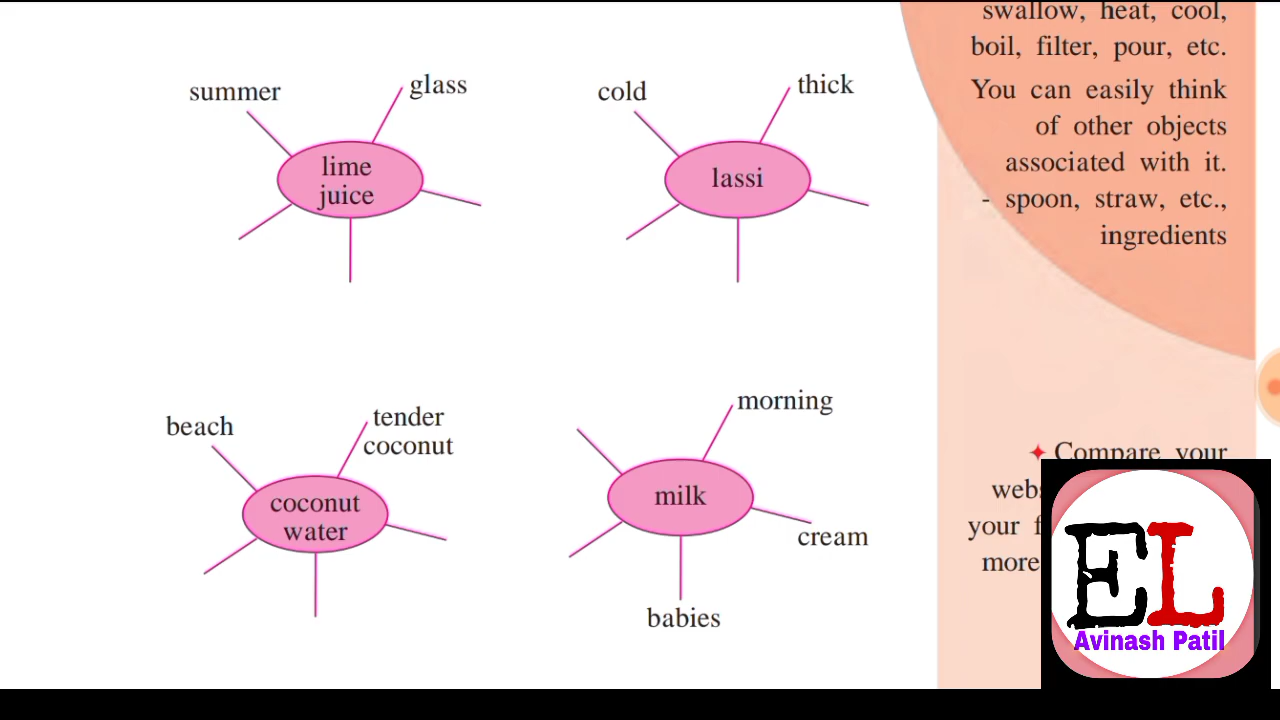 summer
glass
lime
juice
cold
thick
lassi
beach
tender
coconut
coconut
water
morning
milk
cream
babies
swallow, heat, cool,
boil, filter, pour, etc.
You can easily think
of other objects
associated with it.
- spoon, straw, etc.,
ingredients
Compare your
your
more
EL
Avinash Patil